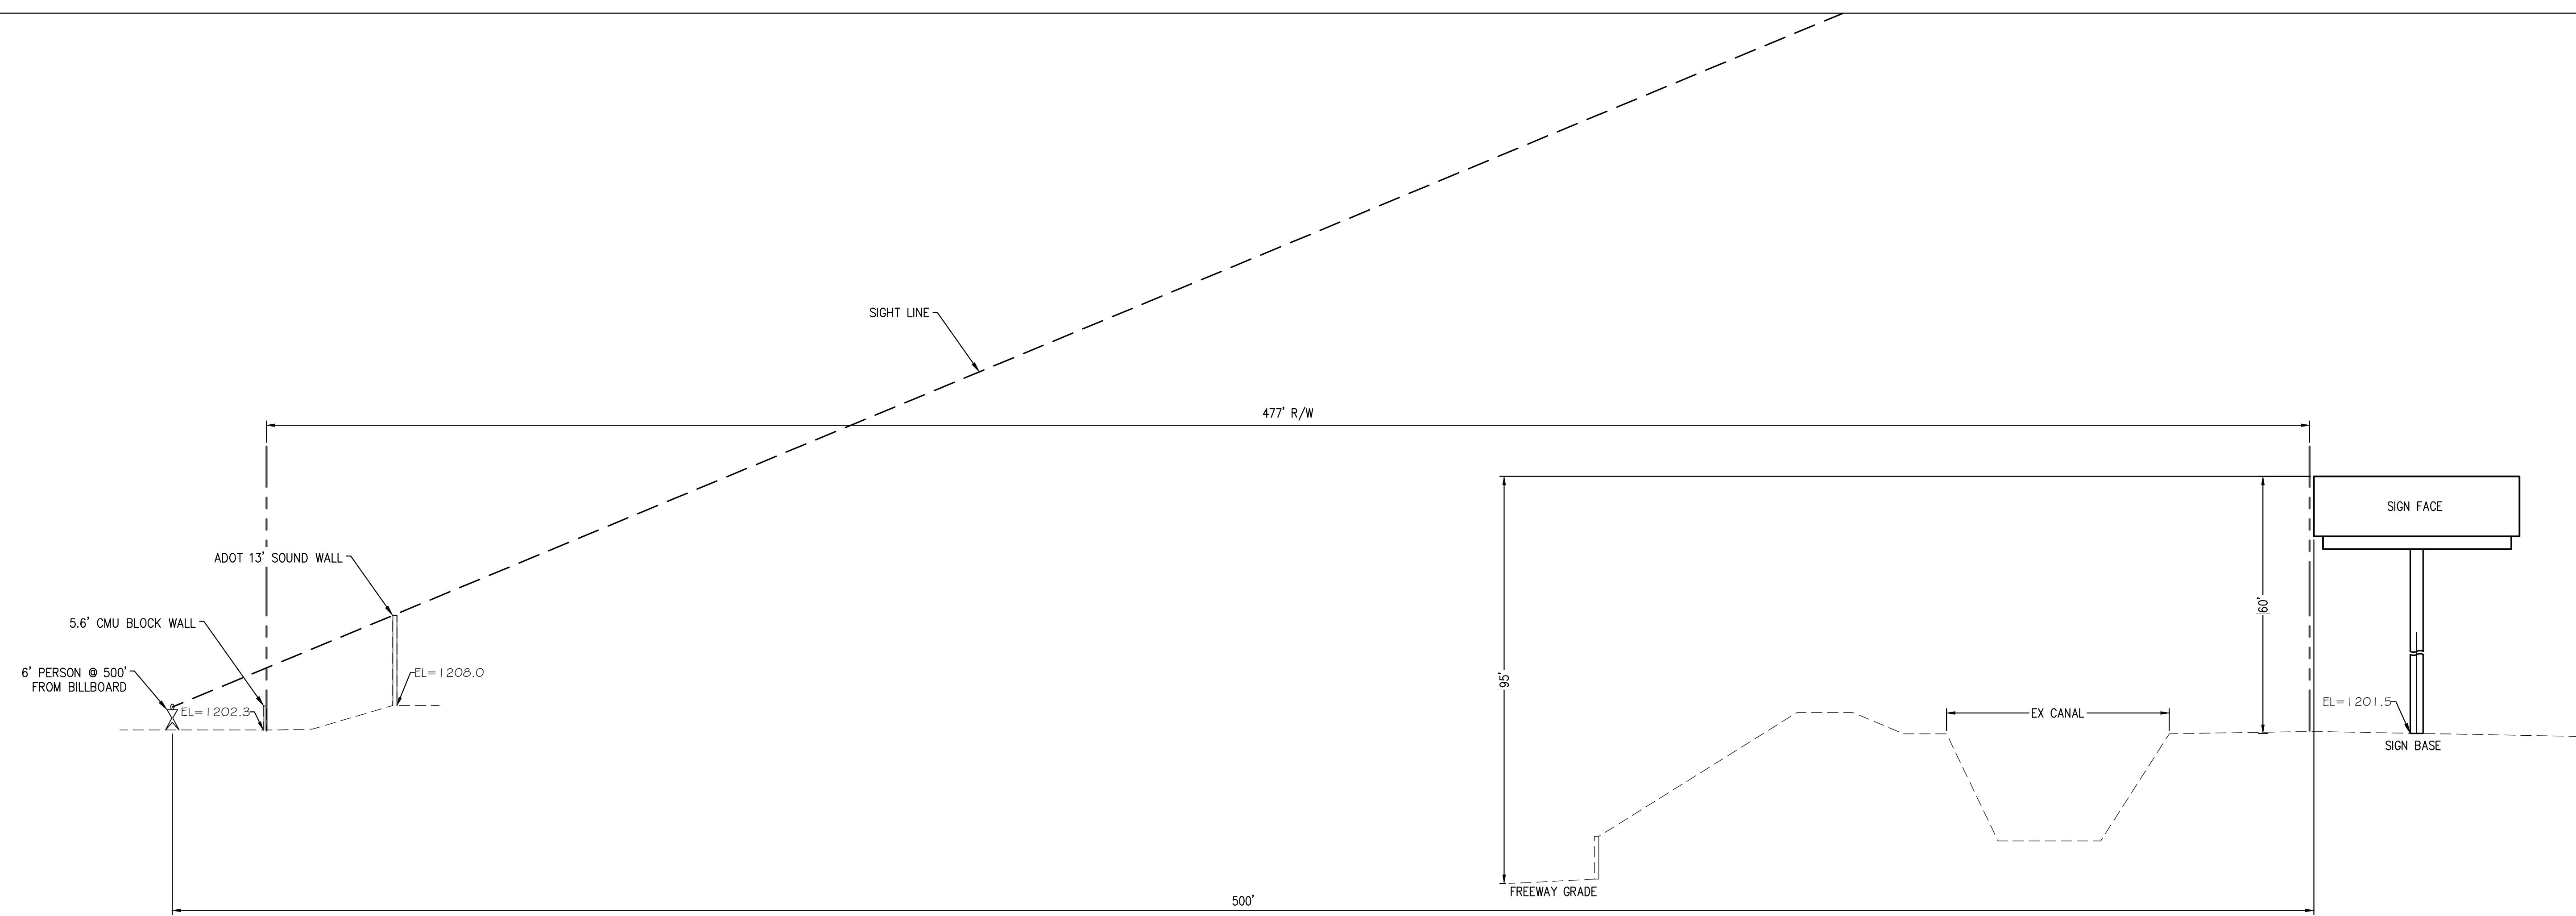 SIGHT LINE
477' R/W
SIGN FACE
ADOT 13' SOUND WALL
60'
5.6' CMU BLOCK WALL
6' PERSON @ 500'
FROM BILLBOARD
EL=1208.0
95'
EL=1202.3
EX CANAL
EL=1201.5
SIGN BASE
FREEWAY GRADE
500'